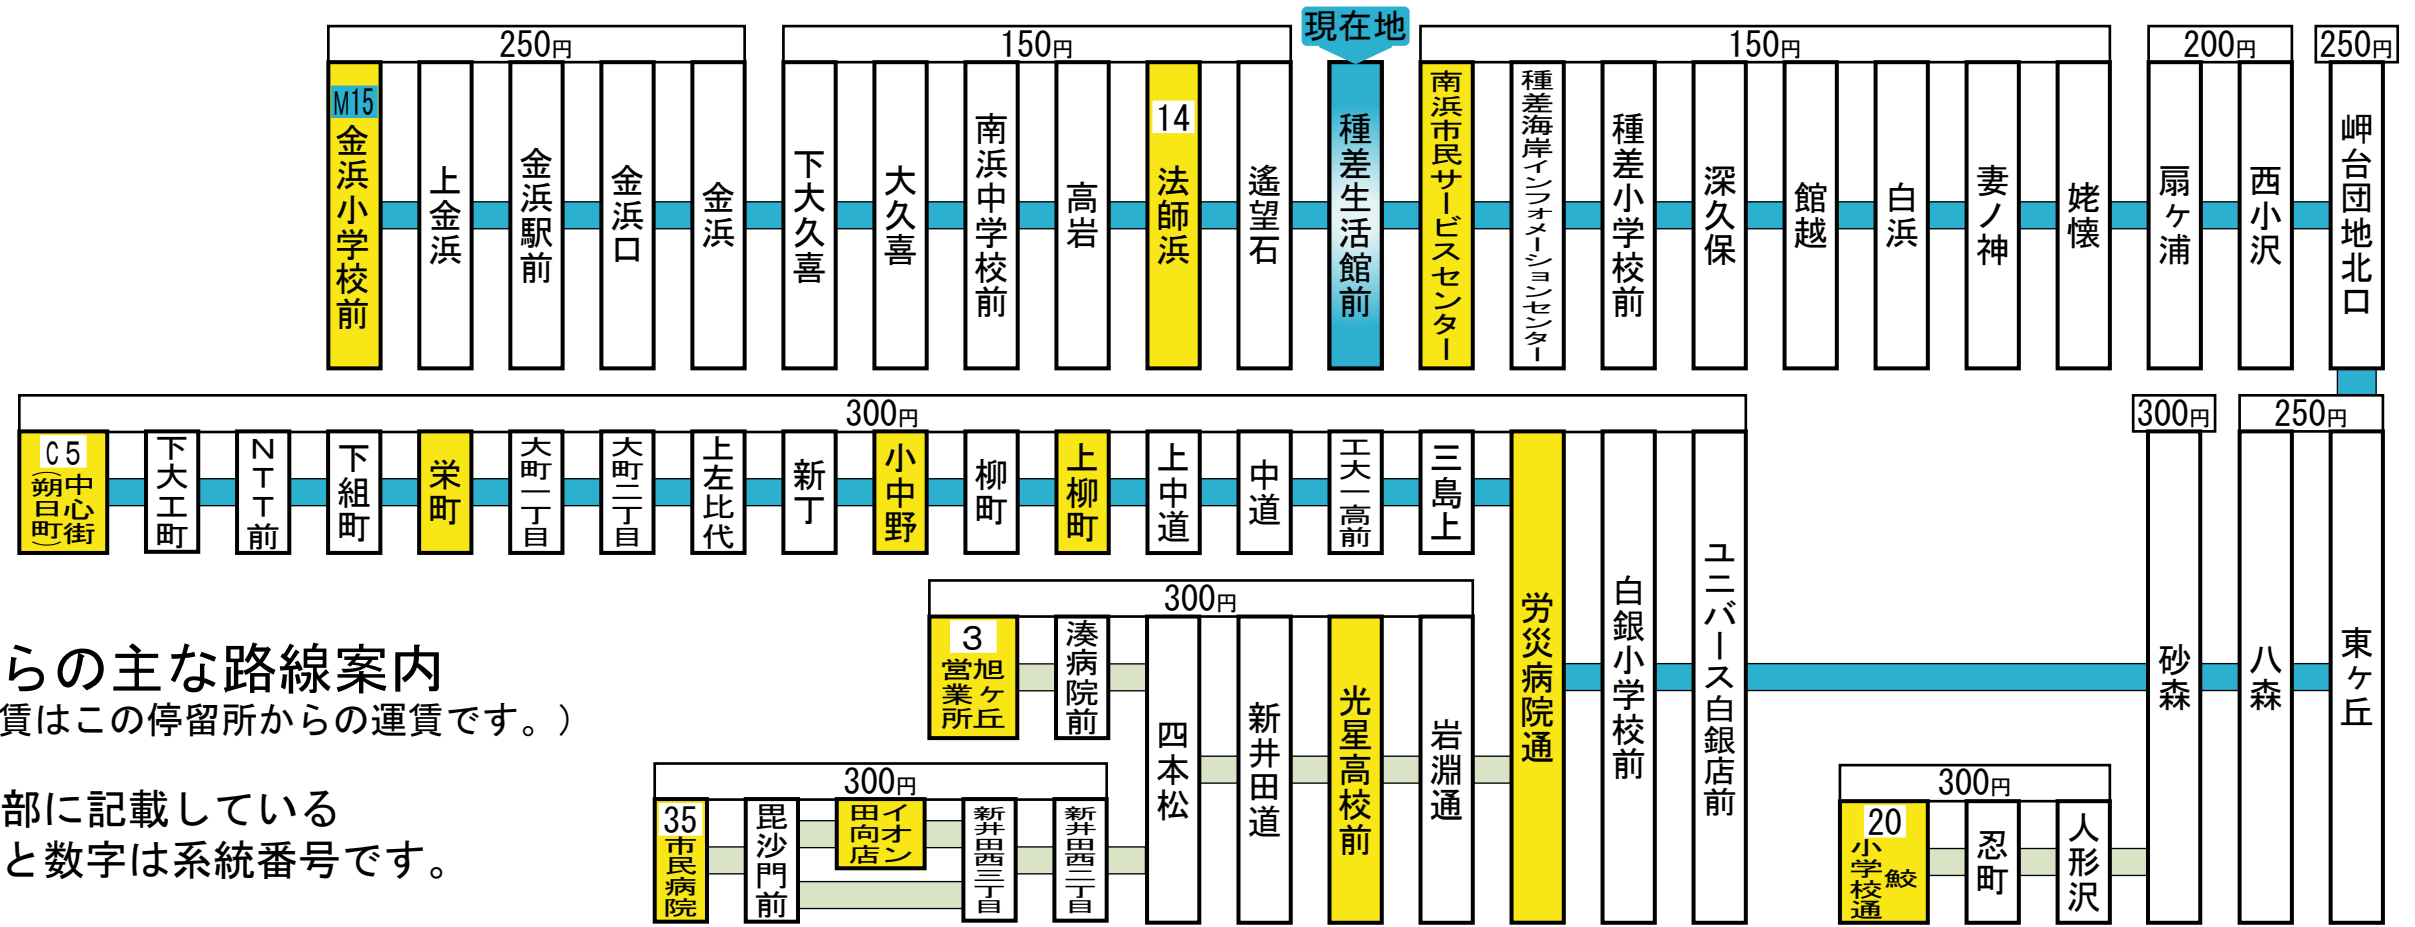 現在地
250円
150円
150円
200円
250円
M15
金浜小学校前
上金浜
金浜駅前
金浜口
金浜
下大久喜
大久喜
南浜中学校前
高岩
14
法師浜
遙望石
種差生活館前
南浜市民サービスセンター
種差海岸インフォメーションセンター
種差小学校前
深久保
館越
白浜
妻ノ神
姥懐
扇ヶ浦
西小沢
岬台団地北口
300円
300円
250円
C5
中心街
(朔日町)
下大工町
NTT前
下組町
栄町
大町一丁目
大町二丁目
上左比代
新丁
小中野
柳町
上柳町
上中道
中道
工大一高前
三島上
労災病院通
白銀小学校前
ユニバース白銀店前
砂森
八森
東ヶ丘
300円
3
旭ヶ丘
営業所
湊病院前
四本松
新井田道
光星高校前
岩淵通
らの主な路線案内
賃はこの停留所からの運賃です。)
300円
35
市民病院
毘沙門前
イオン
田向店
新井田西三丁目
新井田西二丁目
300円
20
鮫
小学校通
忍町
人形沢
部に記載している
と数字は系統番号です。